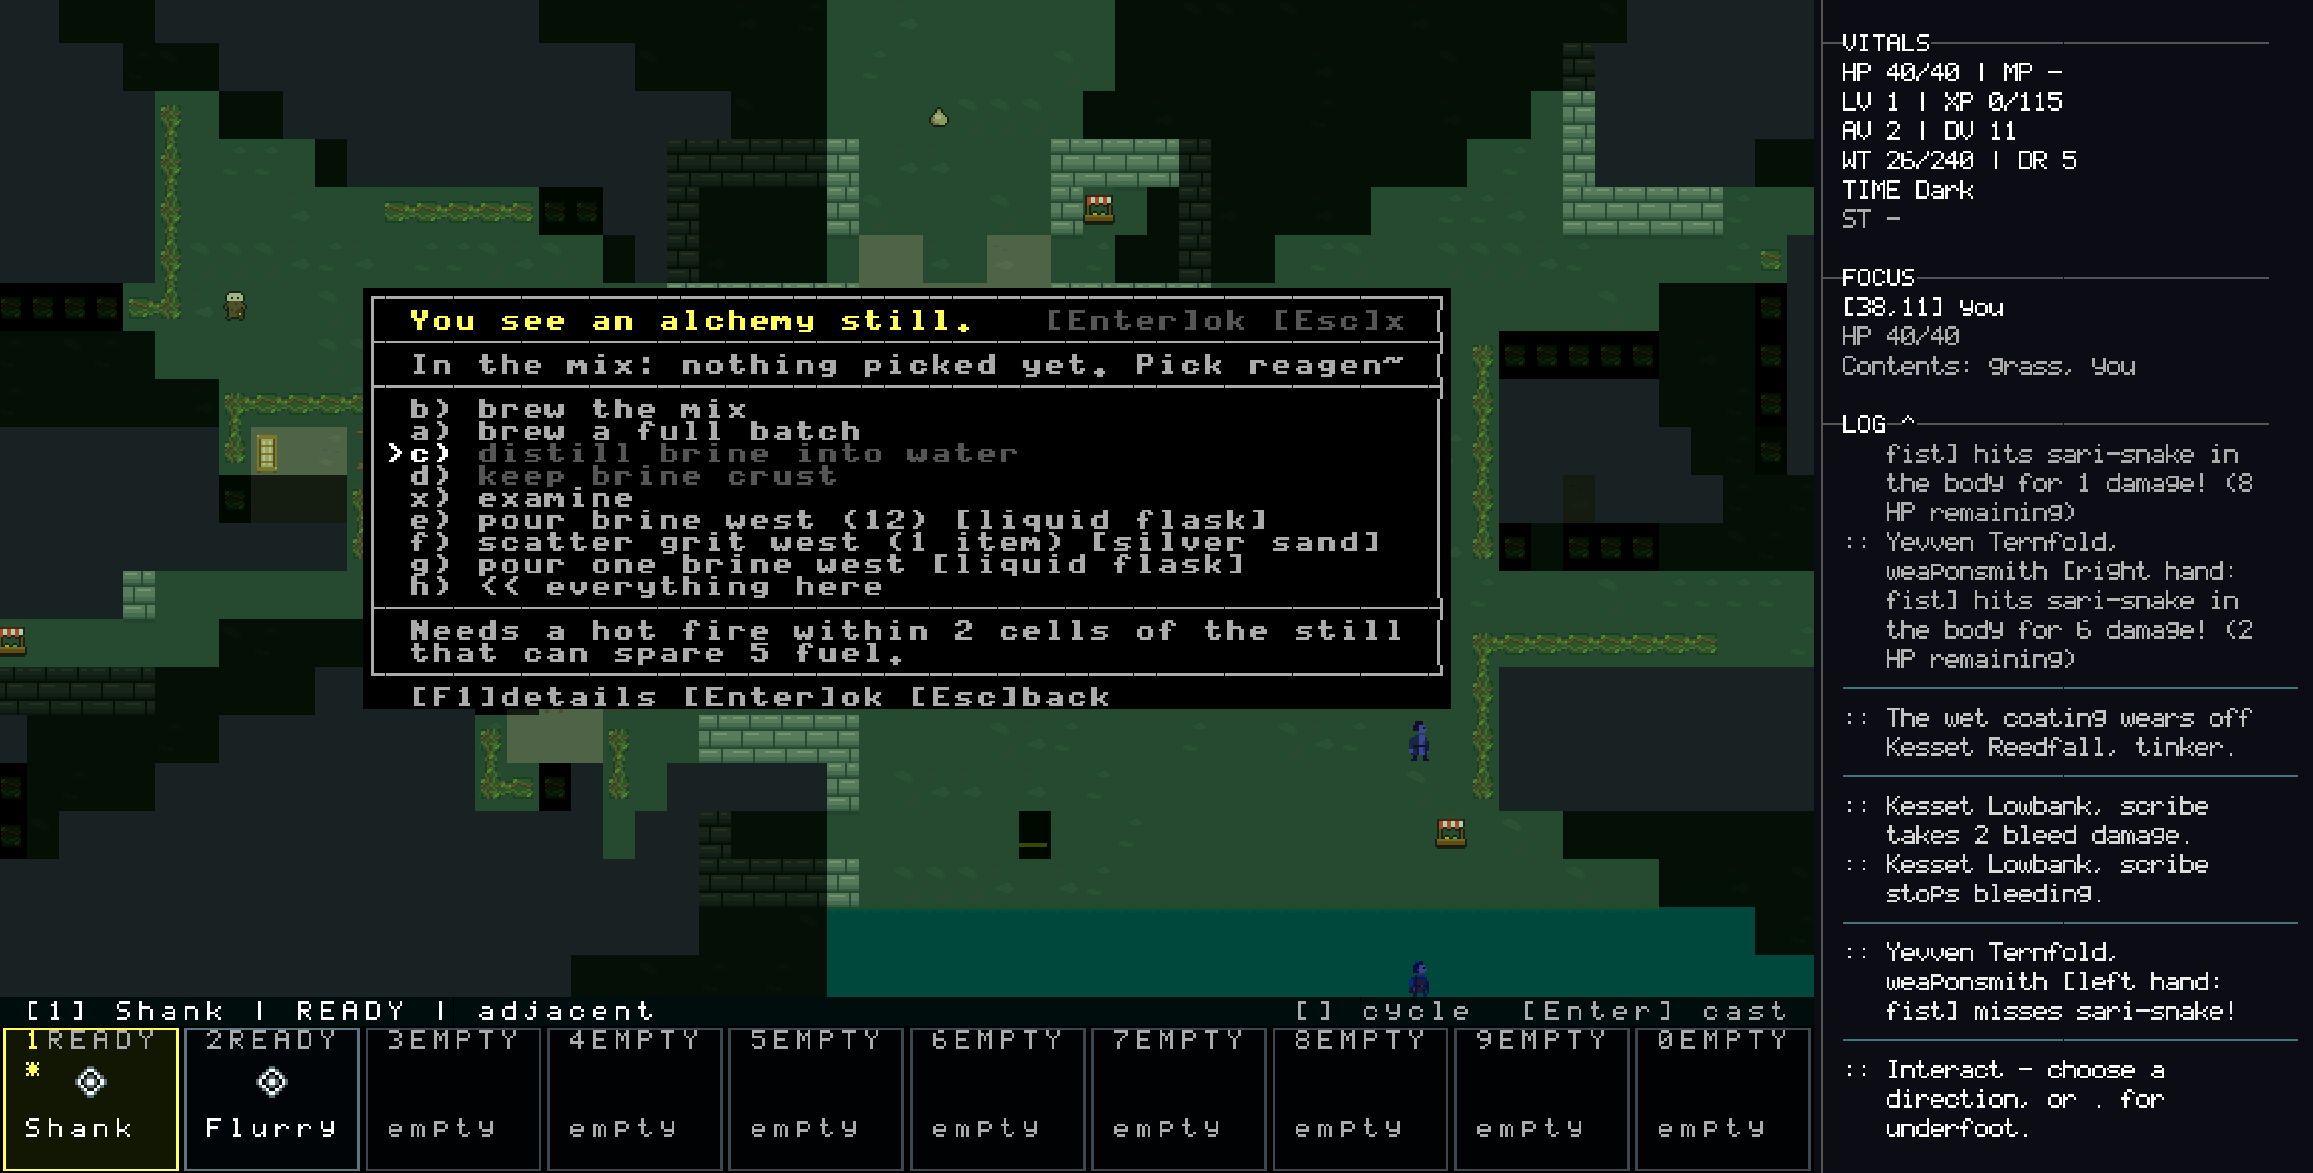 You see an alchemy still. [Enter]ok [Esc]x
In the mix: nothing picked yet. Pick reagen~
b) brew the mix
a) brew a full batch
>c) distill brine into water
d) keep brine crust
x) examine
e) pour brine west (12) [liquid flask]
f) scatter grit west (1 item) [silver sand]
g) pour one brine west [liquid flask]
h) << everything here
Needs a hot fire within 2 cells of the still
that can spare 5 fuel.
[F1]details [Enter]ok [Esc]back
[1] Shank | READY | adjacent
[] cycle [Enter] cast
1READY
*
Shank
2READY
Flurry
3EMPTY
empty
4EMPTY
empty
5EMPTY
empty
6EMPTY
empty
7EMPTY
empty
8EMPTY
empty
9EMPTY
empty
0EMPTY
empty
VITALS
HP 40/40 | MP -
LV 1 | XP 0/115
AV 2 | DV 11
WT 26/240 | DR 5
TIME Dark
ST -
FOCUS
[38,11] You
HP 40/40
Contents: grass, You
LOG ^
fist] hits sari-snake in
the body for 1 damage! (8
HP remaining)
:: Yevven Ternfold,
weaponsmith [right hand:
fist] hits sari-snake in
the body for 6 damage! (2
HP remaining)
:: The wet coating wears off
Kesset Reedfall, tinker.
:: Kesset Lowbank, scribe
takes 2 bleed damage.
:: Kesset Lowbank, scribe
stops bleeding.
:: Yevven Ternfold,
weaponsmith [left hand:
fist] misses sari-snake!
:: Interact - choose a
direction, or . for
underfoot.